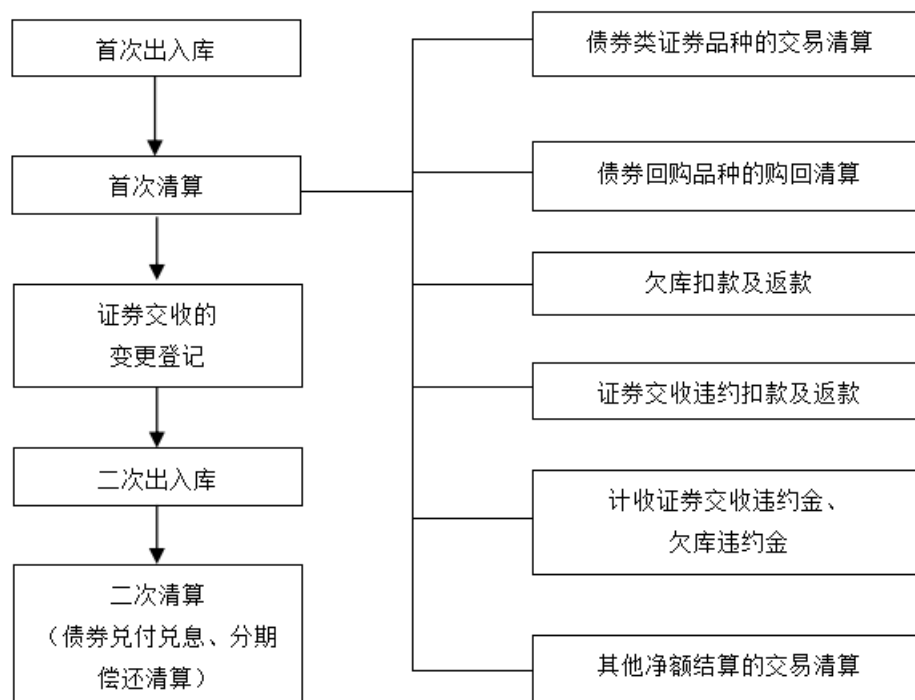 首次出入库
首次清算
证券交收的
变更登记
二次出入库
二次清算
（债券兑付兑息、分期
偿还清算）
债券类证券品种的交易清算
债券回购品种的购回清算
欠库扣款及返款
证券交收违约扣款及返款
计收证券交收违约金、
欠库违约金
其他净额结算的交易清算